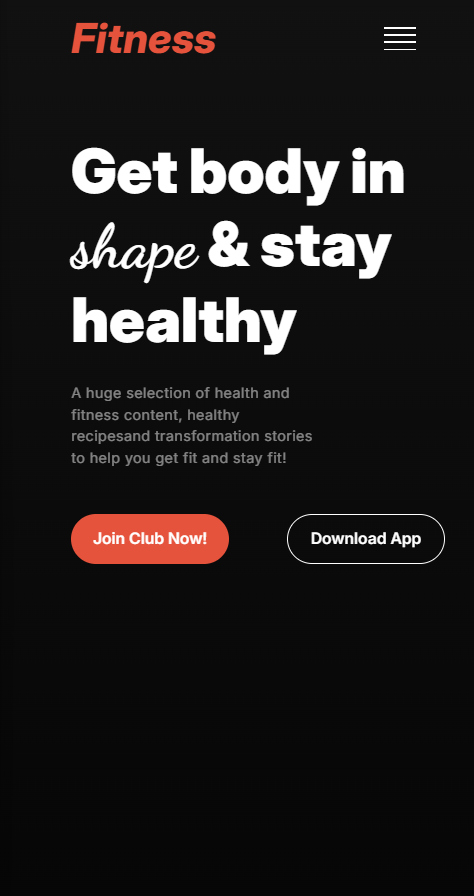 Fitness
Get body in
shape & stay
healthy
A huge selection of health and
fitness content, healthy
recipesand transformation stories
to help you get fit and stay fit!
Join Club Now!
Download App